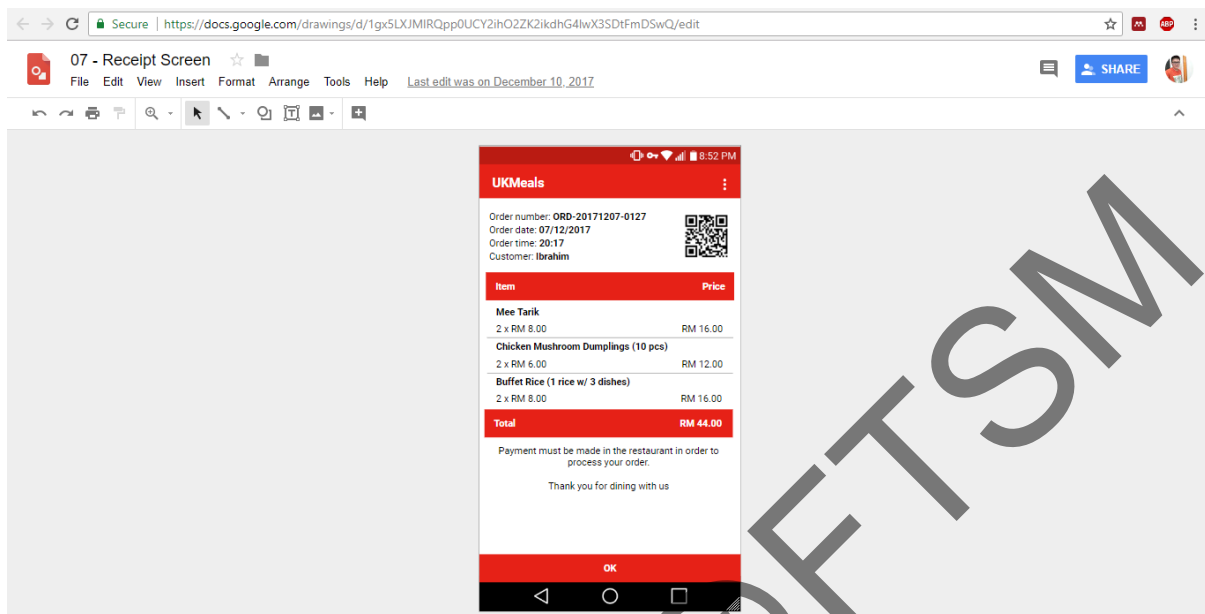 Secure | https://docs.google.com/drawings/d/1gx5LXJMIRQpp0UCY2ihO2ZK2ikdhG4lwX3SDtFmDSwQ/edit
ABP
07 - Receipt Screen
File Edit View Insert Format Arrange Tools Help Last edit was on December 10, 2017
SHARE
8:52 PM
UKMeals
Order number: ORD-20171207-0127
Order date: 07/12/2017
Order time: 20:17
Customer: Ibrahim
Item Price
Mee Tarik
2 x RM 8.00 RM 16.00
Chicken Mushroom Dumplings (10 pcs)
2 x RM 6.00 RM 12.00
Buffet Rice (1 rice w/ 3 dishes)
2 x RM 8.00 RM 16.00
Total RM 44.00
Payment must be made in the restaurant in order to
process your order.
Thank you for dining with us
OK
FTSM